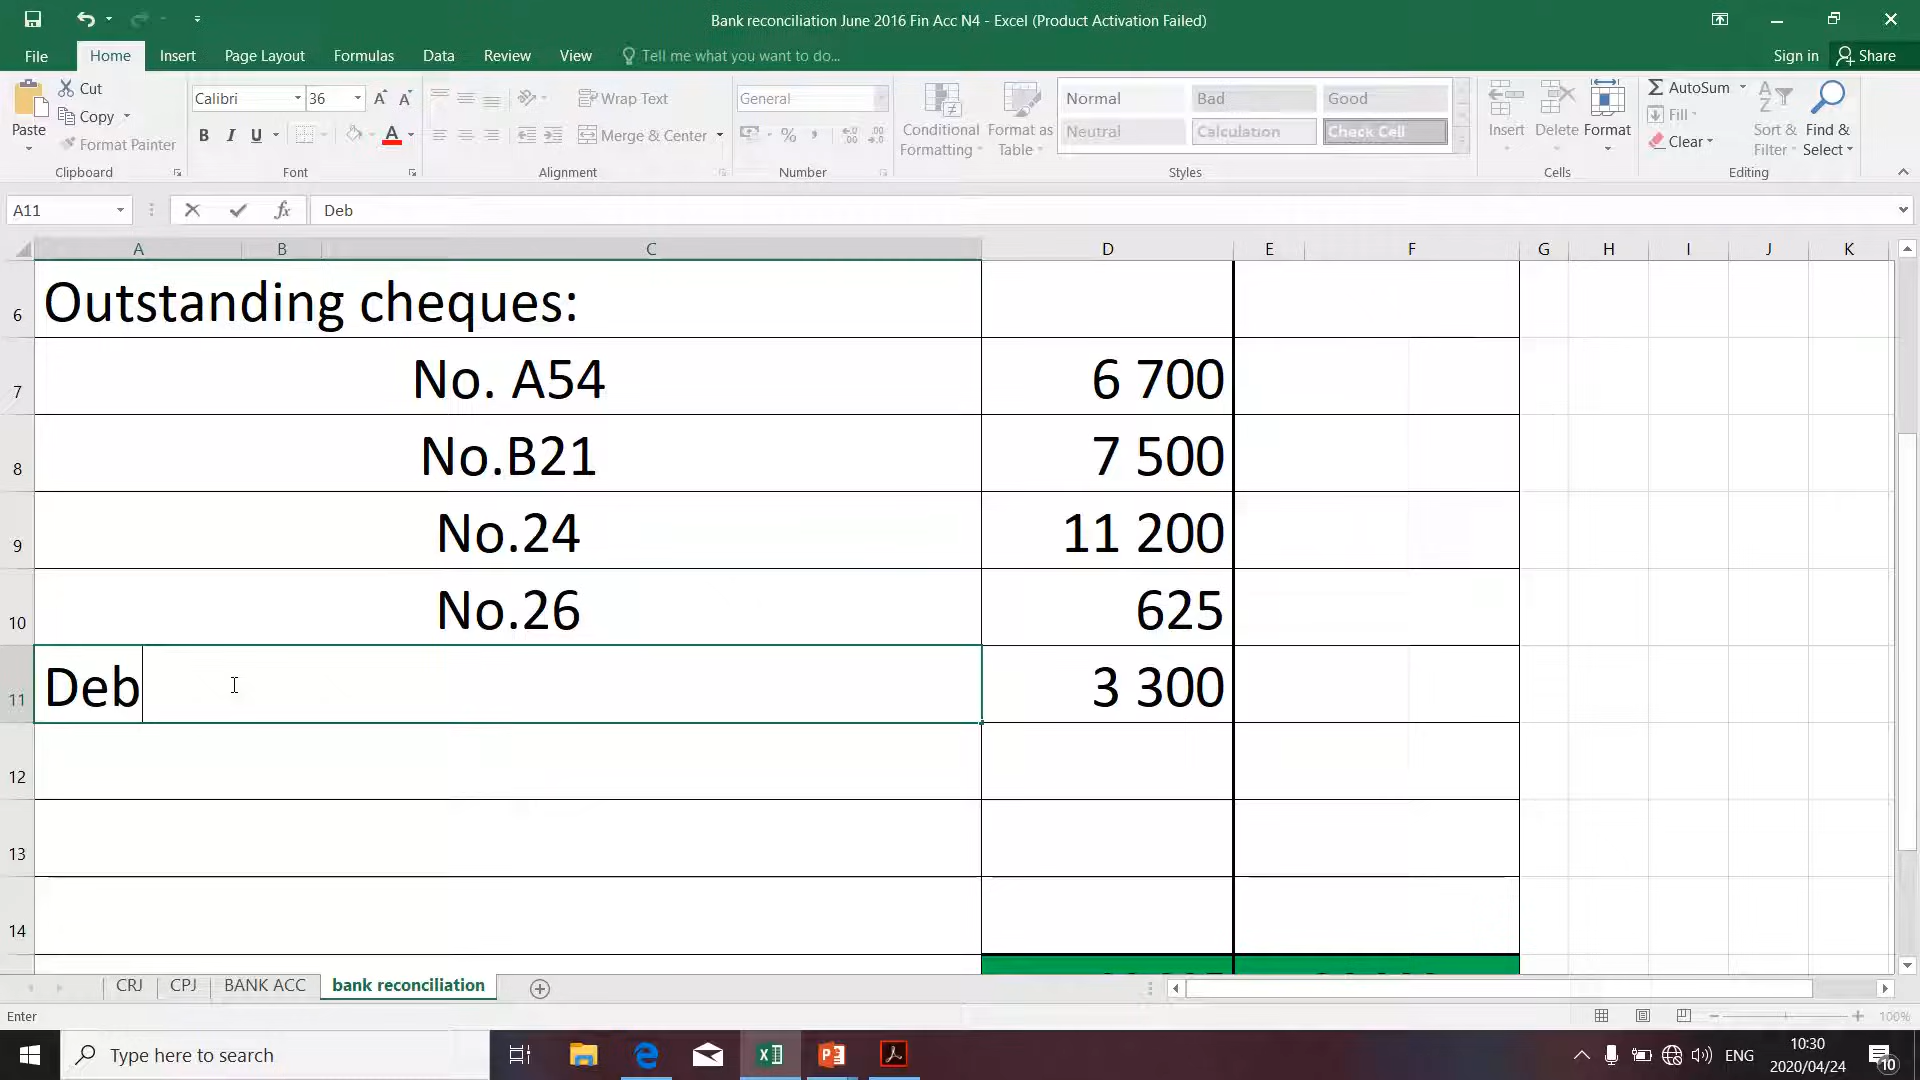 Bank reconciliation June 2016 Fin Acc N4 - Excel (Product Activation Failed)
File Home Insert Page Layout Formulas Data Review View Tell me what you want to do... Sign in Share
Cut
Copy
Format Painter
Paste
Clipboard
Calibri 36
B I U
Font
Wrap Text
Merge & Center
Alignment
General
Number
Conditional Formatting
Format as Table
Normal Bad Good
Neutral Calculation Check Cell
Styles
Insert Delete Format
Cells
AutoSum
Fill
Clear
Sort & Filter
Find & Select
Editing
A11 fx Deb
A B C D E F G H I J K
6 Outstanding cheques:
7 No. A54 6 700
8 No.B21 7 500
9 No.24 11 200
10 No.26 625
11 Deb 3 300
12
13
14
CRJ CPJ BANK ACC bank reconciliation
Enter 100%
Type here to search
ENG
10:30
2020/04/24
10